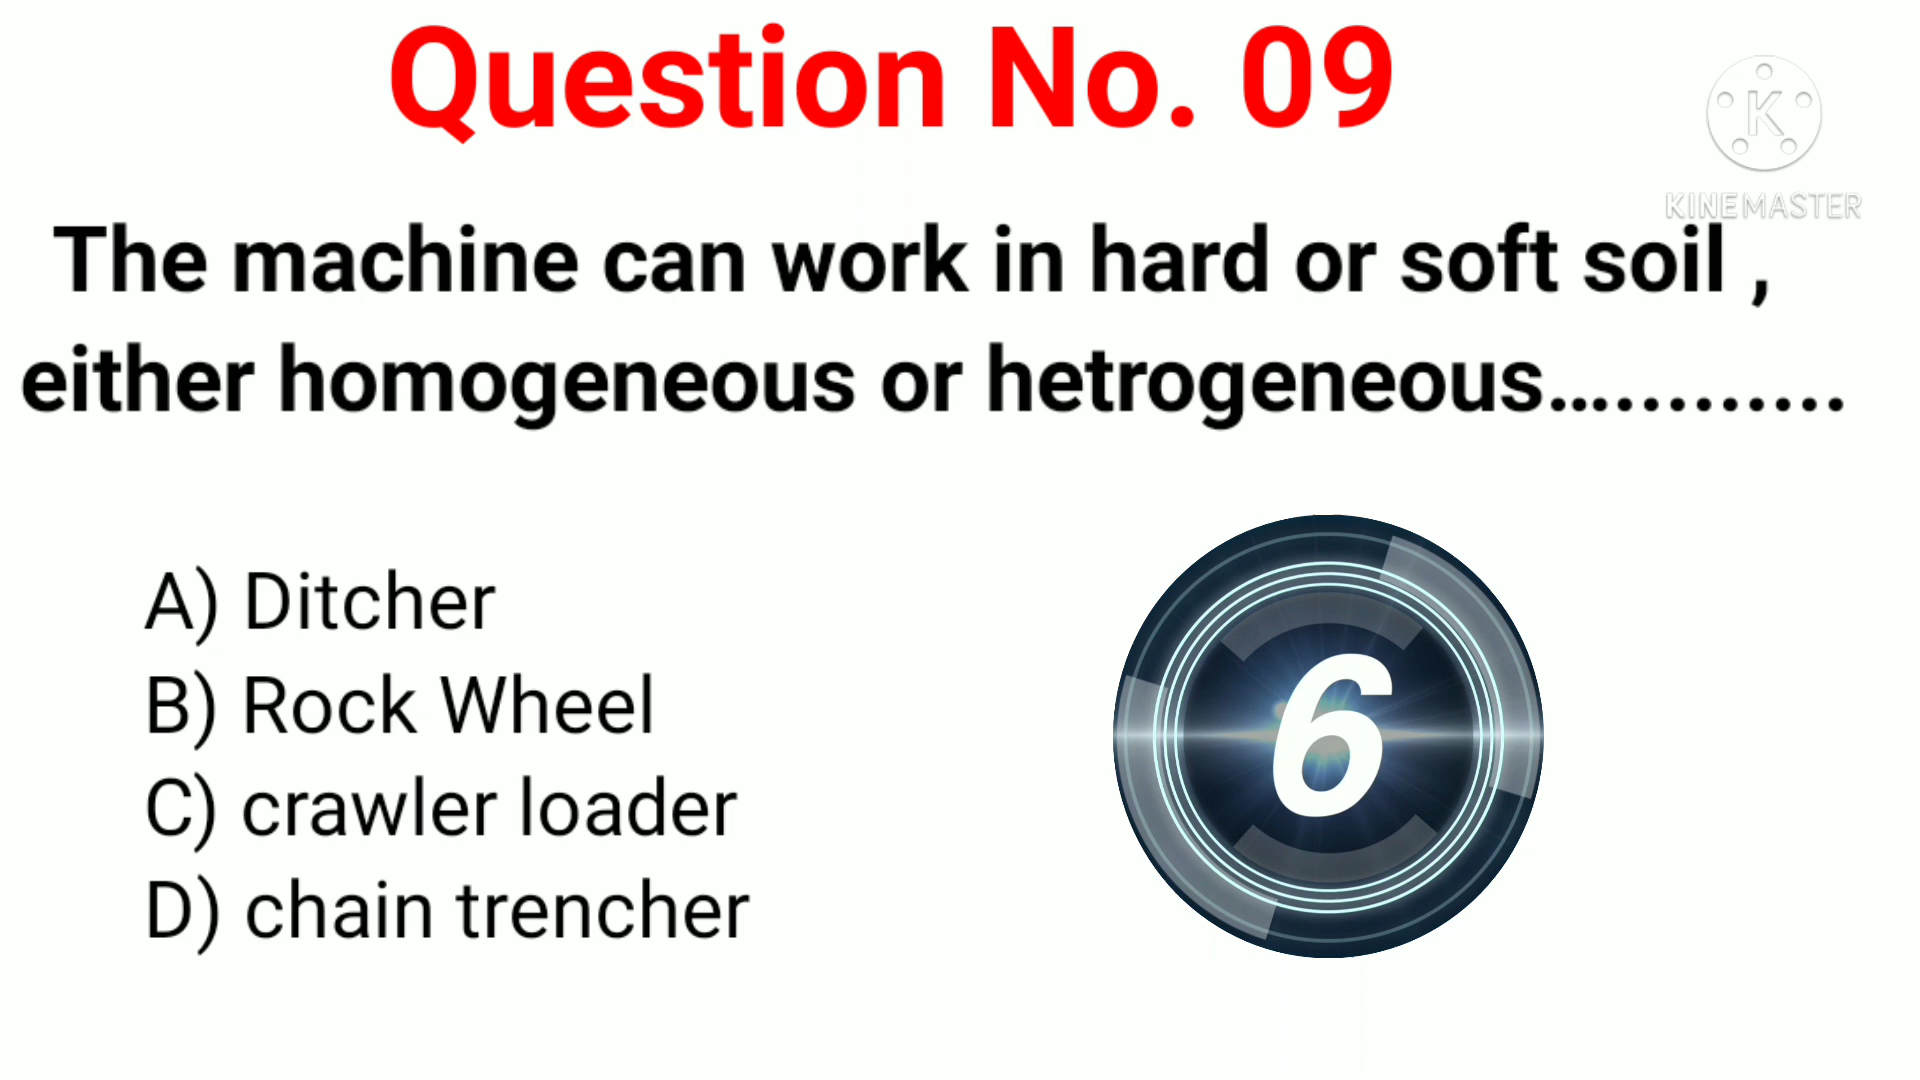 Question No. 09
K
KINEMASTER
The machine can work in hard or soft soil ,
either homogeneous or hetrogeneous............
A) Ditcher
B) Rock Wheel
C) crawler loader
D) chain trencher
6